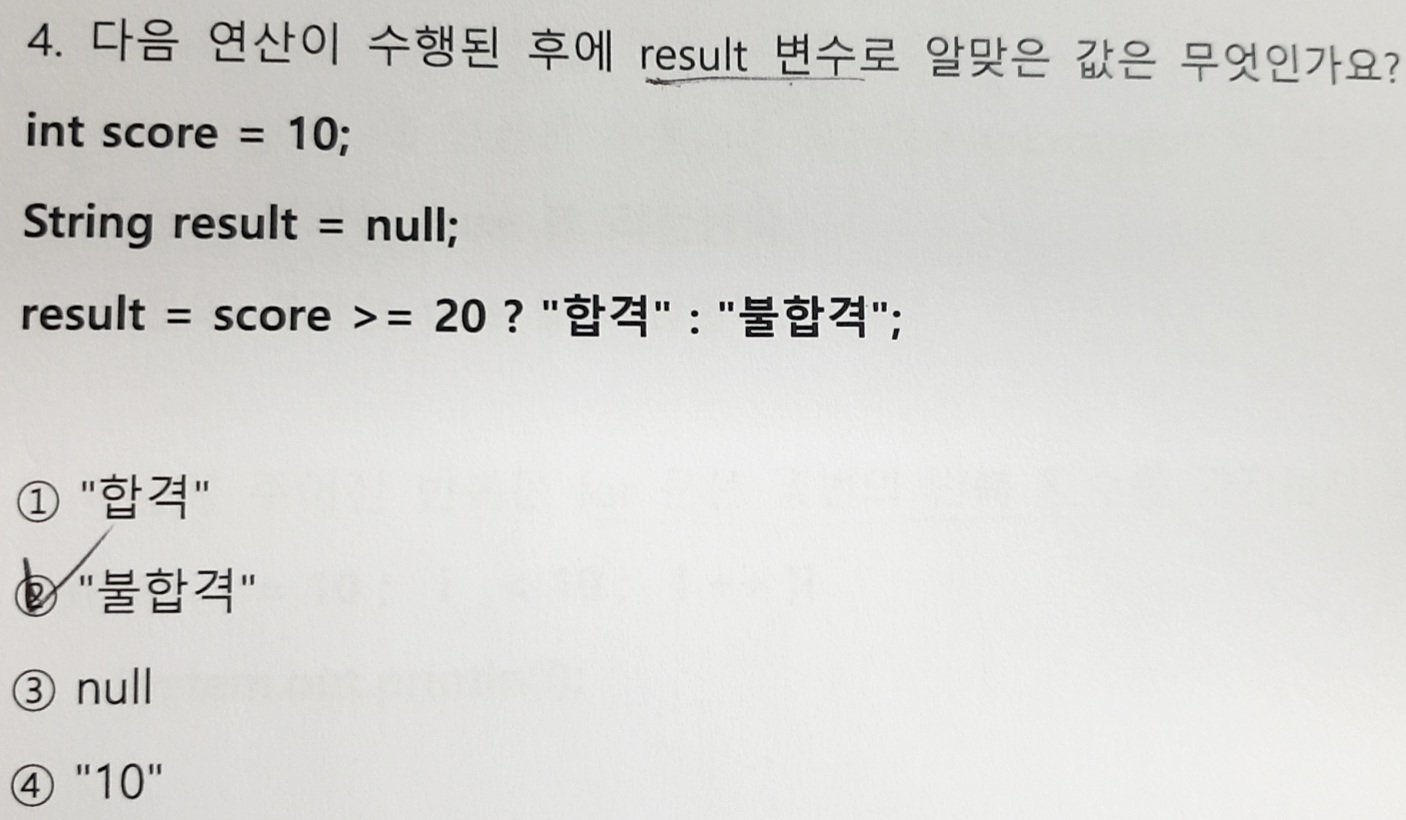 4. 다음 연산이 수행된 후에 result 변수로 알맞은 값은 무엇인가요?
int score = 10;
String result = null;
result = score >= 20 ? "합격" : "불합격";
① "합격"
② "불합격"
③ null
④ "10"